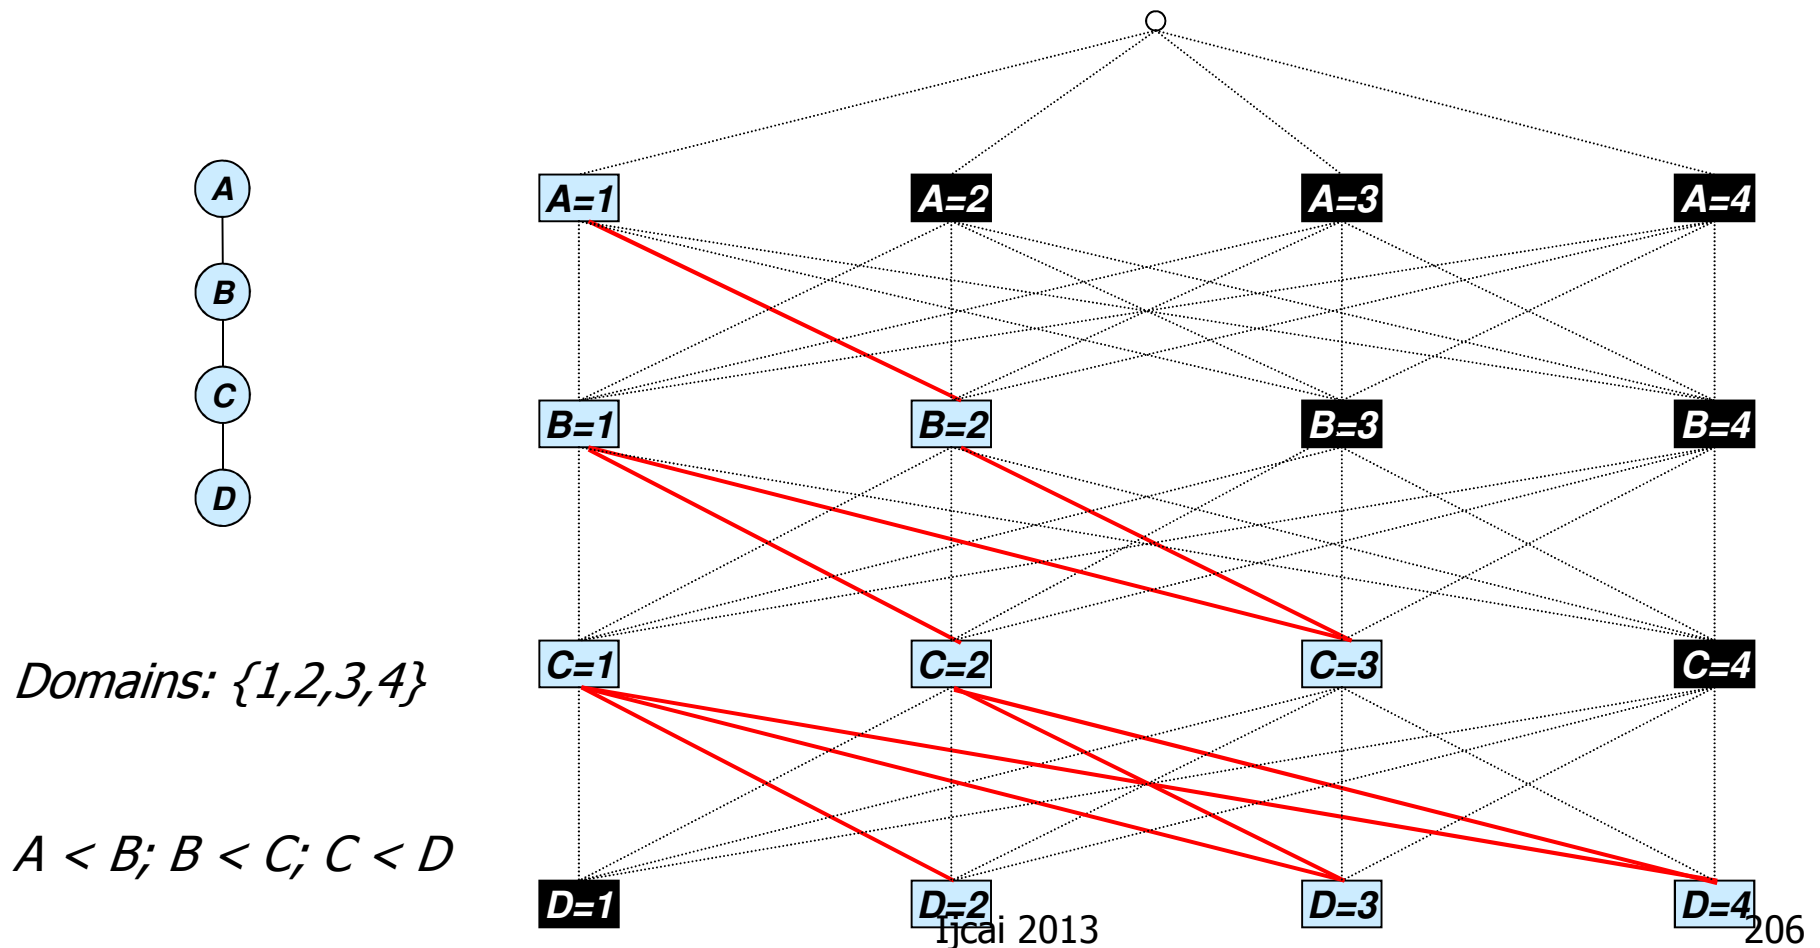 A
B
C
D
Domains: {1,2,3,4}
A < B; B < C; C < D
A=1 A=2 A=3 A=4
B=1 B=2 B=3 B=4
C=1 C=2 C=3 C=4
D=1 D=2 D=3 D=4
Ijcai 2013 206